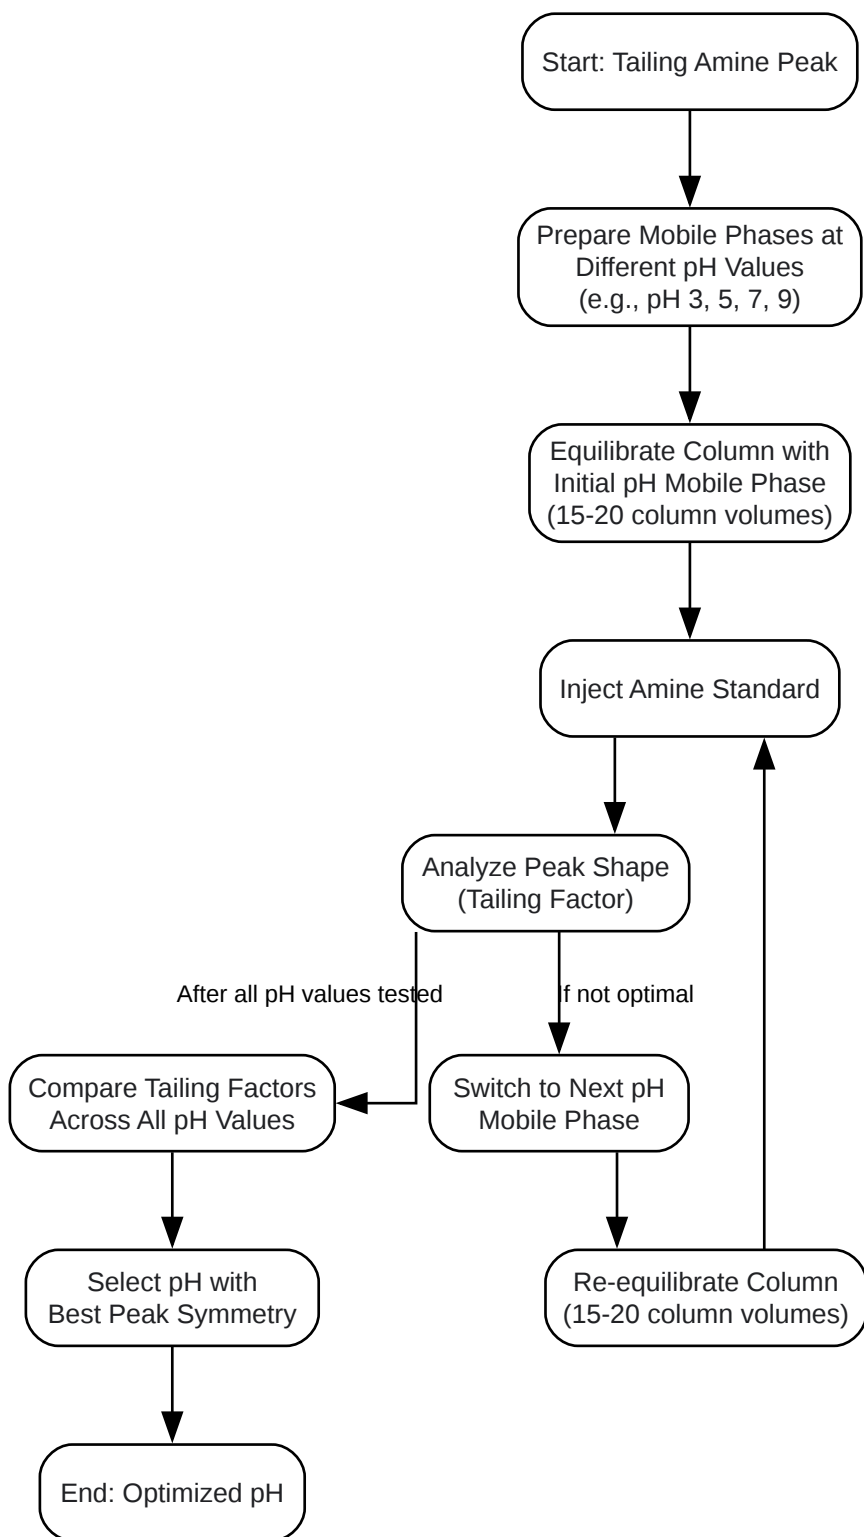 Start: Tailing Amine Peak
Prepare Mobile Phases at
Different pH Values
(e.g., pH 3, 5, 7, 9)
Equilibrate Column with
Initial pH Mobile Phase
(15-20 column volumes)
Inject Amine Standard
Analyze Peak Shape
(Tailing Factor)
After all pH values tested
If not optimal
Compare Tailing Factors
Across All pH Values
Switch to Next pH
Mobile Phase
Select pH with
Best Peak Symmetry
Re-equilibrate Column
(15-20 column volumes)
End: Optimized pH